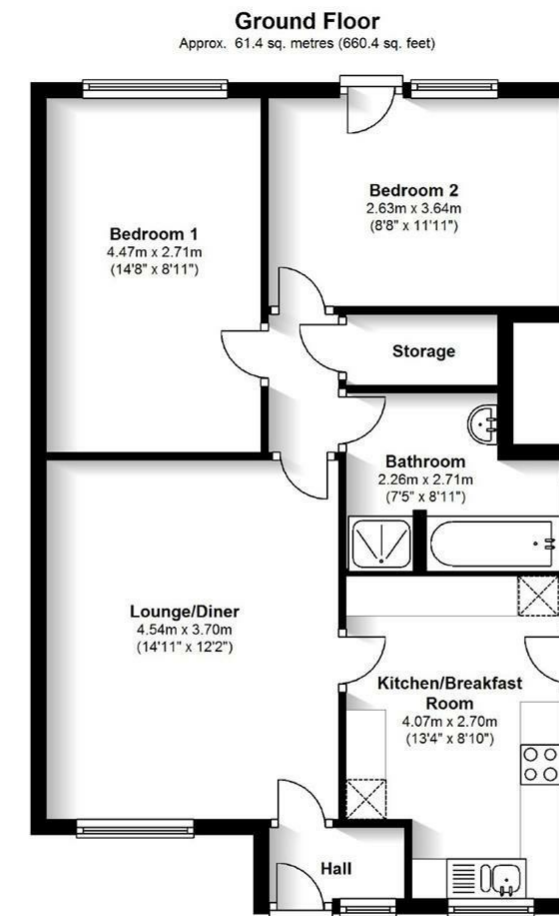 Ground Floor
Approx. 61.4 sq. metres (660.4 sq. feet)
Bedroom 1
4.47m x 2.71m
(14'8" x 8'11")
Bedroom 2
2.63m x 3.64m
(8'8" x 11'11")
Storage
Bathroom
2.26m x 2.71m
(7'5" x 8'11")
Lounge/Diner
4.54m x 3.70m
(14'11" x 12'2")
Kitchen/Breakfast
Room
4.07m x 2.70m
(13'4" x 8'10")
Hall